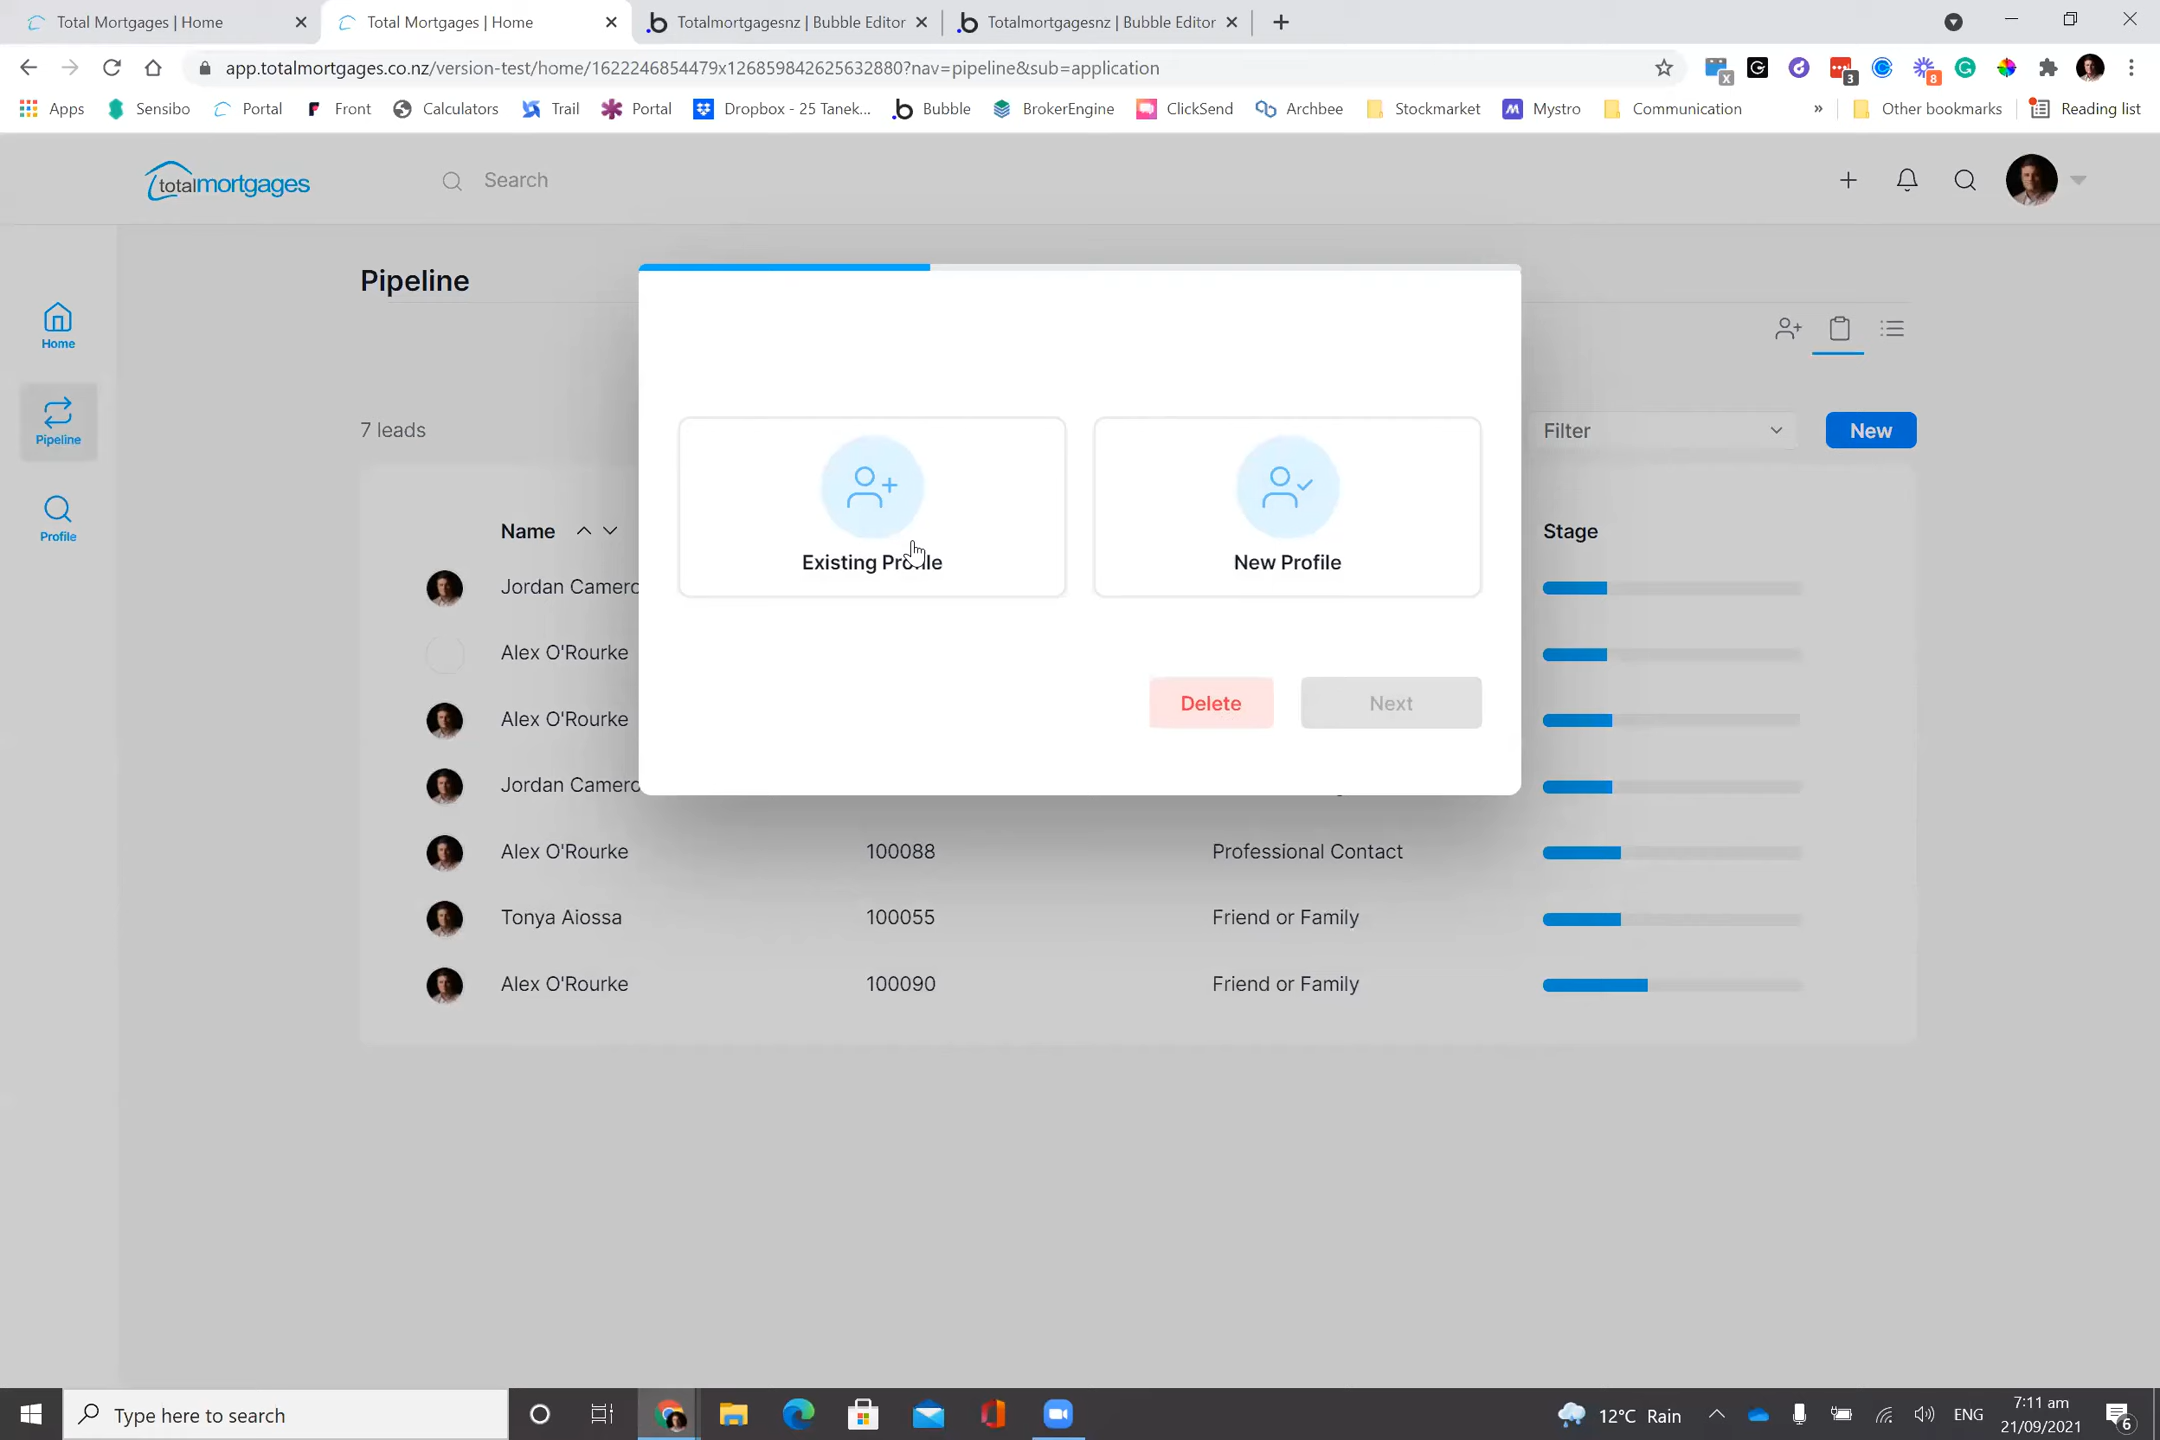 Total Mortgages | Home
Total Mortgages | Home
Totalmortgagesnz | Bubble Editor
Totalmortgagesnz | Bubble Editor
app.totalmortgages.co.nz/version-test/home/1622246854479x126859842625632880?nav=pipeline&sub=application
X
3
8
Apps
Sensibo
Portal
Front
Calculators
Trail
Portal
Dropbox - 25 Tanek...
Bubble
BrokerEngine
ClickSend
Archbee
Stockmarket
Mystro
Communication
»
Other bookmarks
Reading list
totalmortgages
Search
Home
Pipeline
Profile
Pipeline
7 leads
Filter
New
Name
Stage
Existing Profile
New Profile
Delete
Next
Jordan Camero
Alex O'Rourke
Alex O'Rourke
Jordan Camero
Alex O'Rourke 100088 Professional Contact
Tonya Aiossa 100055 Friend or Family
Alex O'Rourke 100090 Friend or Family
Type here to search
12°C Rain
ENG
7:11 am
21/09/2021
6